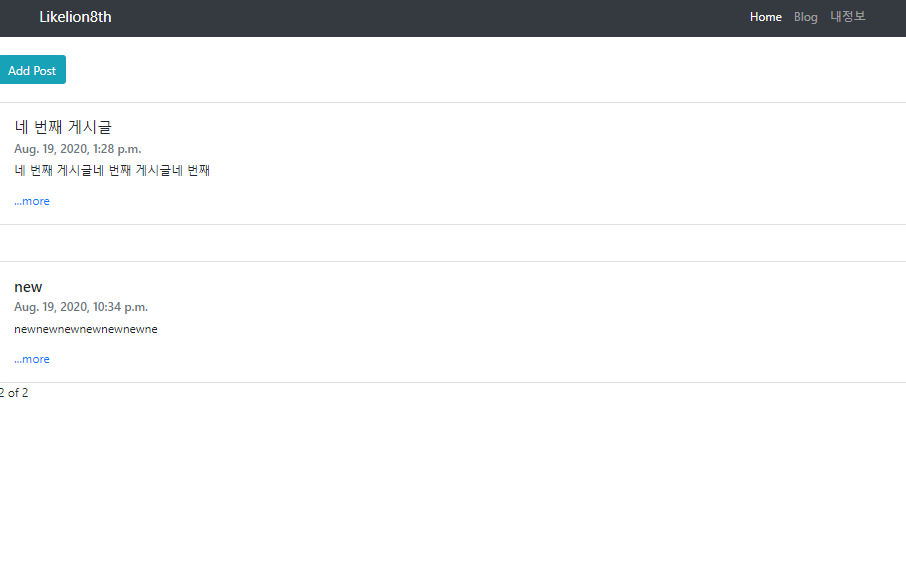 Likelion8th Home Blog 내정보
Add Post
네 번째 게시글
Aug. 19, 2020, 1:28 p.m.
네 번째 게시글네 번째 게시글네 번째
...more
new
Aug. 19, 2020, 10:34 p.m.
newnewnewnewnewnewne
...more
2 of 2